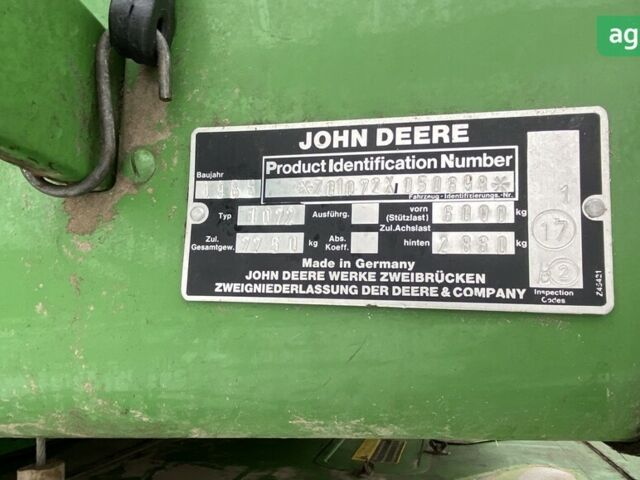 ag
JOHN DEERE
Product Identification Number
Baujahr
Fahrzeug - Identifizierungs.-Nr.
Typ 1072 Ausführg. vorn (Stützlast) 6000 kg
Zul. Achslast
Zul. Gesamtgew. kg Abs. Koeff. hinten kg
Made in Germany
JOHN DEERE WERKE ZWEIBRÜCKEN
ZWEIGNIEDERLASSUNG DER DEERE & COMPANY
1
17
2
Inspection Codes
Z45421